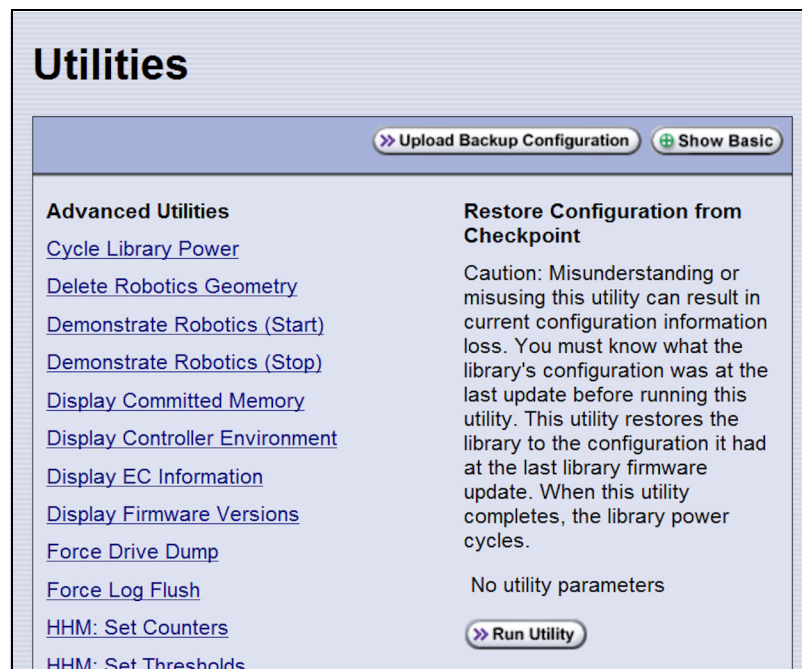 Utilities
Upload Backup Configuration
Show Basic
Advanced Utilities
Cycle Library Power
Delete Robotics Geometry
Demonstrate Robotics (Start)
Demonstrate Robotics (Stop)
Display Committed Memory
Display Controller Environment
Display EC Information
Display Firmware Versions
Force Drive Dump
Force Log Flush
HHM: Set Counters
HHM: Set Thresholds
Restore Configuration from
Checkpoint
Caution: Misunderstanding or
misusing this utility can result in
current configuration information
loss. You must know what the
library's configuration was at the
last update before running this
utility. This utility restores the
library to the configuration it had
at the last library firmware
update. When this utility
completes, the library power
cycles.
No utility parameters
Run Utility